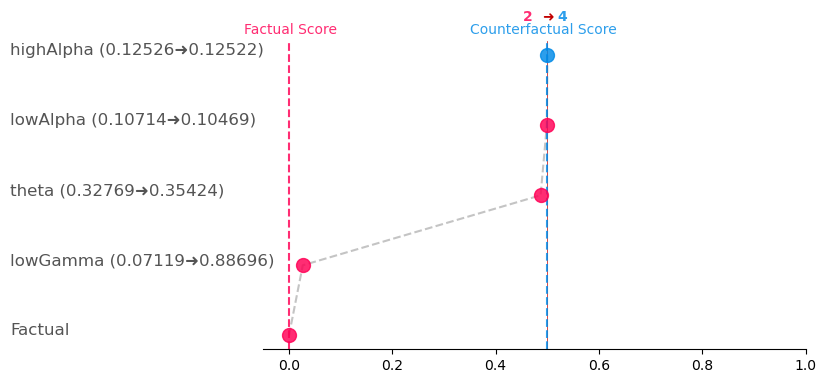 2 ➜ 4
Factual Score Counterfactual Score
highAlpha (0.12526➜0.12522)
lowAlpha (0.10714➜0.10469)
theta (0.32769➜0.35424)
lowGamma (0.07119➜0.88696)
Factual
0.0 0.2 0.4 0.6 0.8 1.0